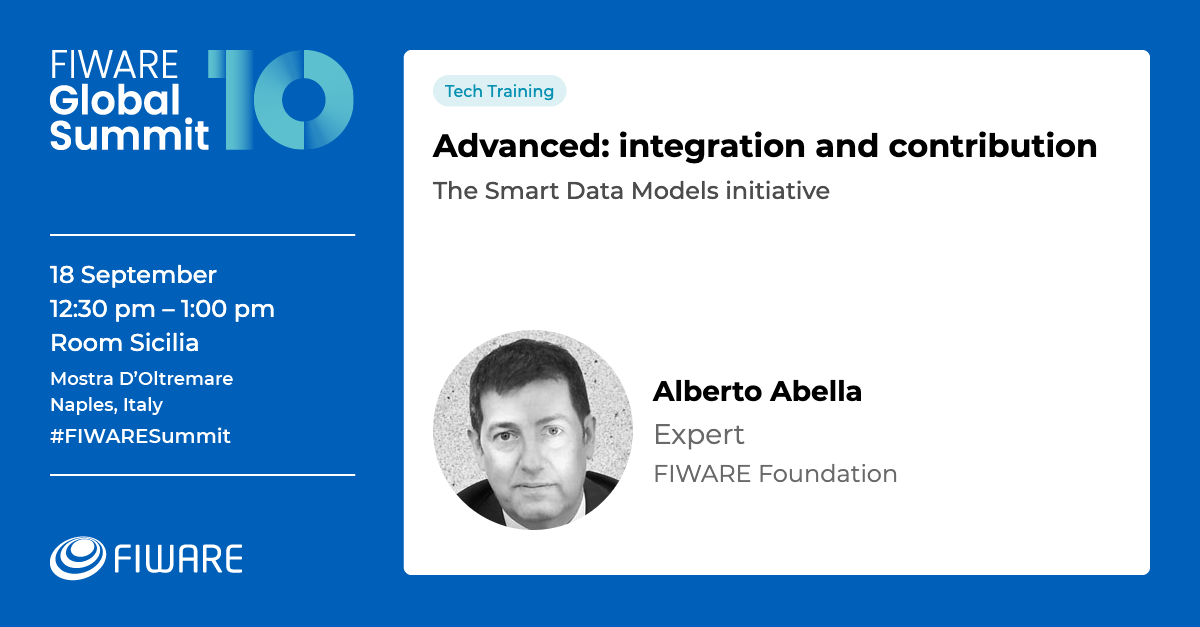 FIWARE
Global
Summit 10
18 September
12:30 pm – 1:00 pm
Room Sicilia
Mostra D’Oltremare
Naples, Italy
#FIWARESummit
FIWARE
Tech Training
Advanced: integration and contribution
The Smart Data Models initiative
Alberto Abella
Expert
FIWARE Foundation